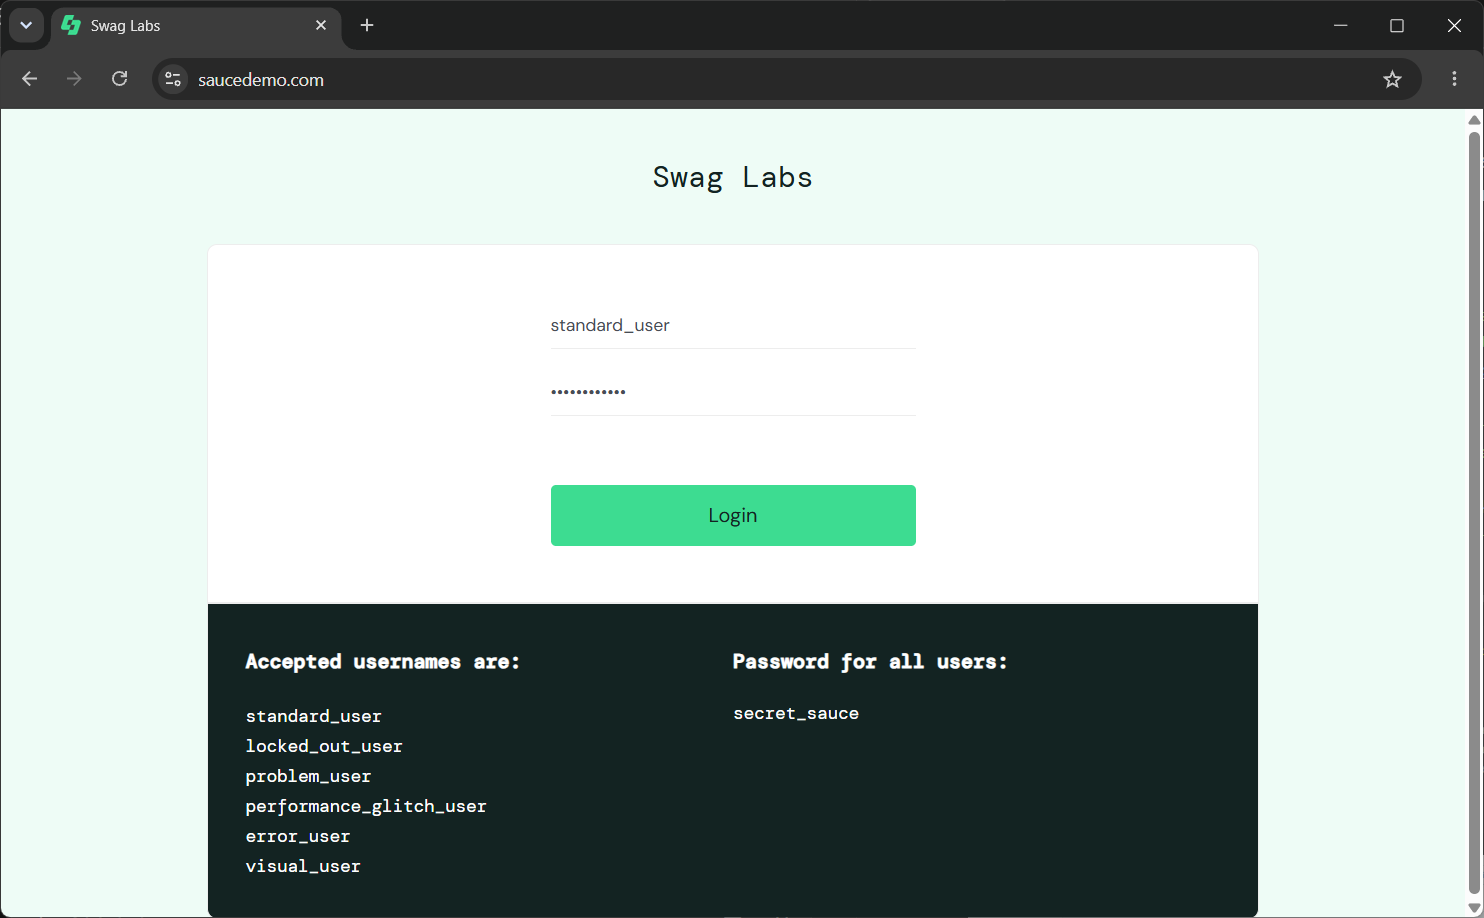 Swag Labs
saucedemo.com
Swag Labs
standard_user
••••••••••••
Login
Accepted usernames are:
standard_user
locked_out_user
problem_user
performance_glitch_user
error_user
visual_user
Password for all users:
secret_sauce